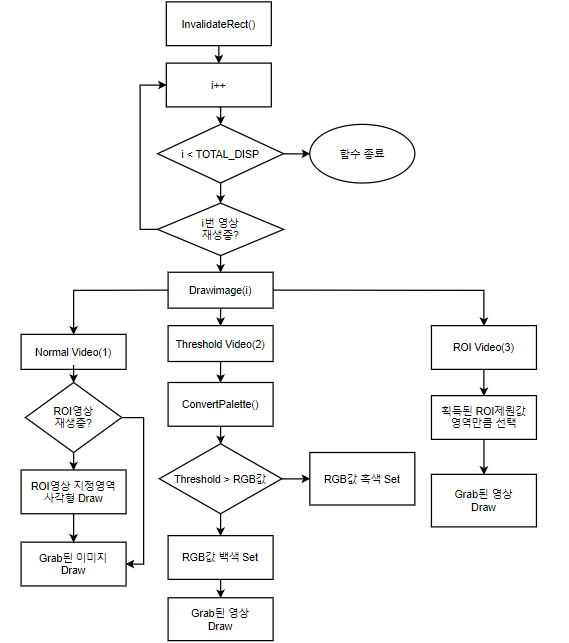 InvalidateRect()
i++
i < TOTAL_DISP
함수 종료
i번 영상
재생중?
Drawimage(i)
Normal Video(1)
Threshold Video(2)
ROI Video(3)
ROI영상
재생중?
ConvertPalette()
획득된 ROI제원값
영역만큼 선택
ROI영상 지정영역
사각형 Draw
Threshold > RGB값
RGB값 흑색 Set
Grab된 영상
Draw
Grab된 이미지
Draw
RGB값 백색 Set
Grab된 영상
Draw